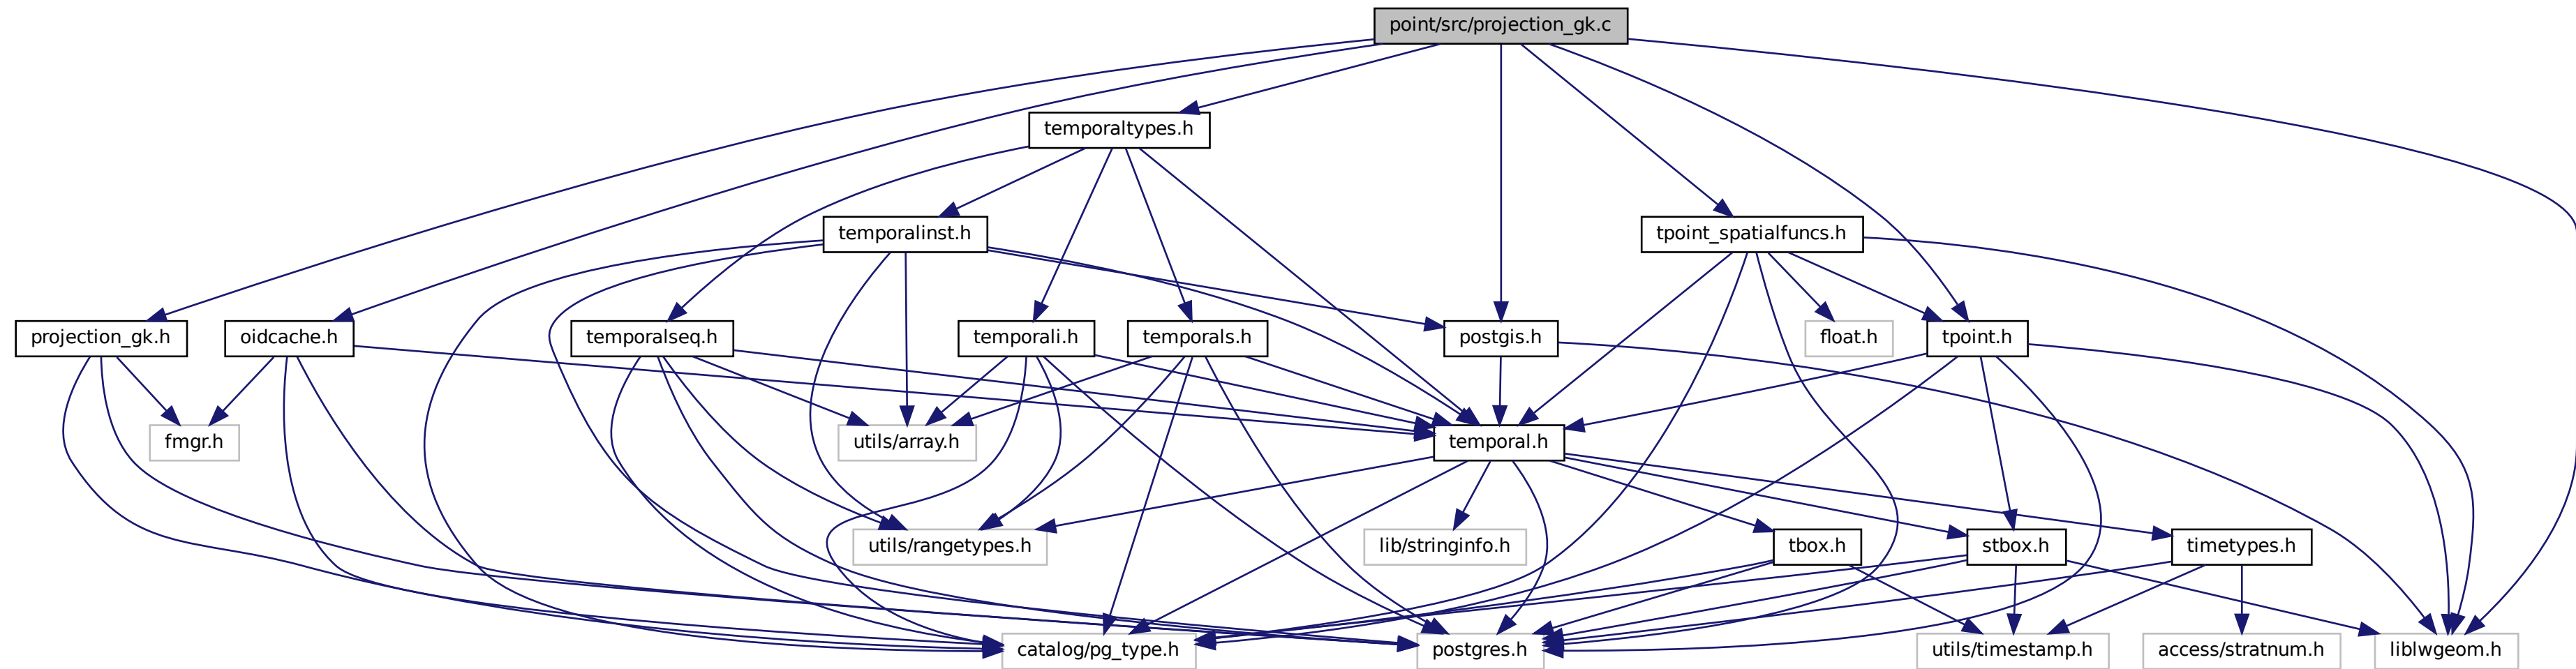 point/src/projection_gk.c
temporaltypes.h
temporalinst.h
tpoint_spatialfuncs.h
projection_gk.h
oidcache.h
temporalseq.h
temporali.h
temporals.h
postgis.h
float.h
tpoint.h
fmgr.h
utils/array.h
temporal.h
utils/rangetypes.h
lib/stringinfo.h
tbox.h
stbox.h
timetypes.h
catalog/pg_type.h
postgres.h
utils/timestamp.h
access/stratnum.h
liblwgeom.h